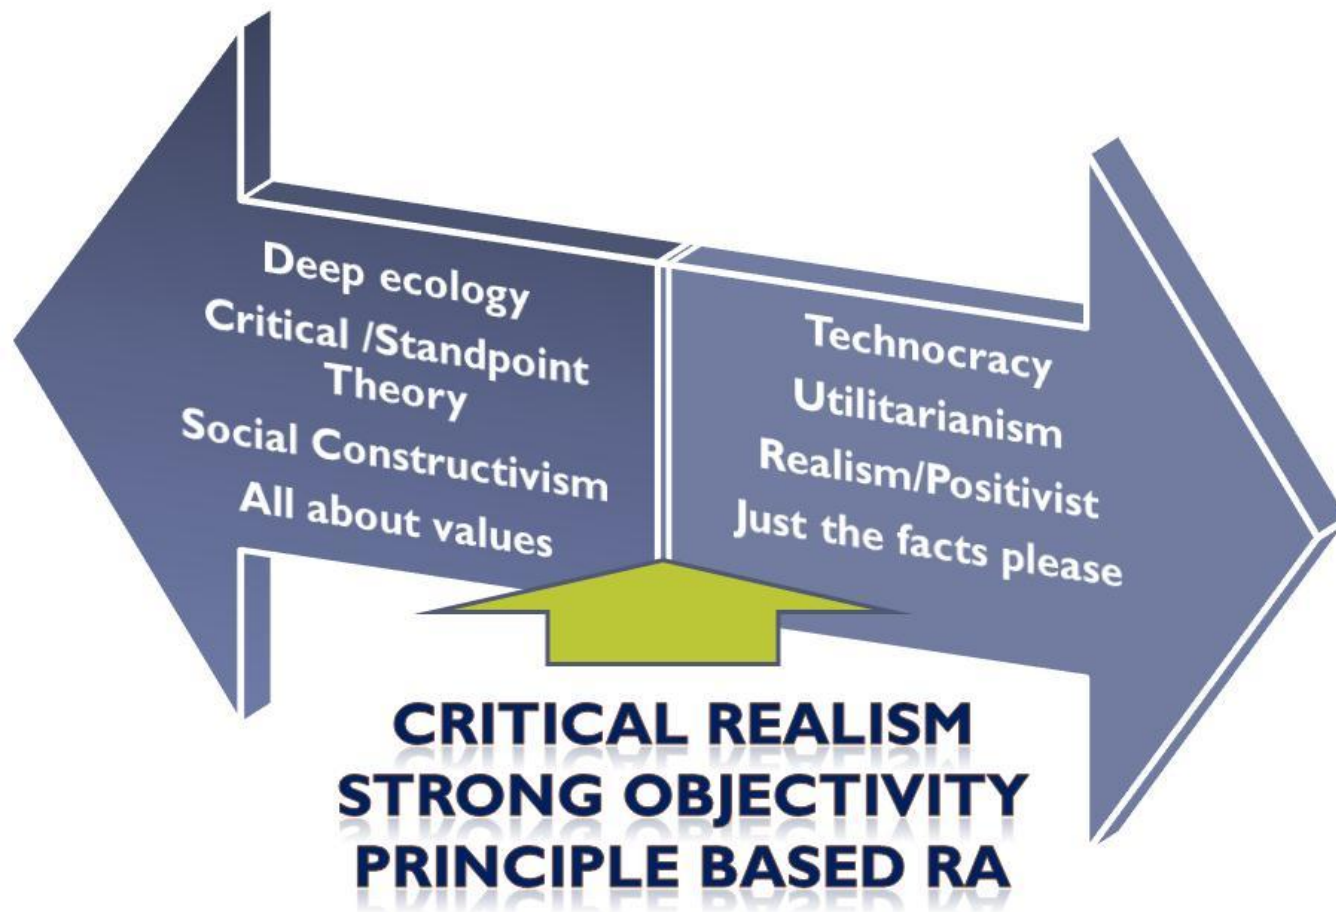 Deep ecology
Critical /Standpoint
Theory
Social Constructivism
All about values
Technocracy
Utilitarianism
Realism/Positivist
Just the facts please
CRITICAL REALISM
STRONG OBJECTIVITY
PRINCIPLE BASED RA